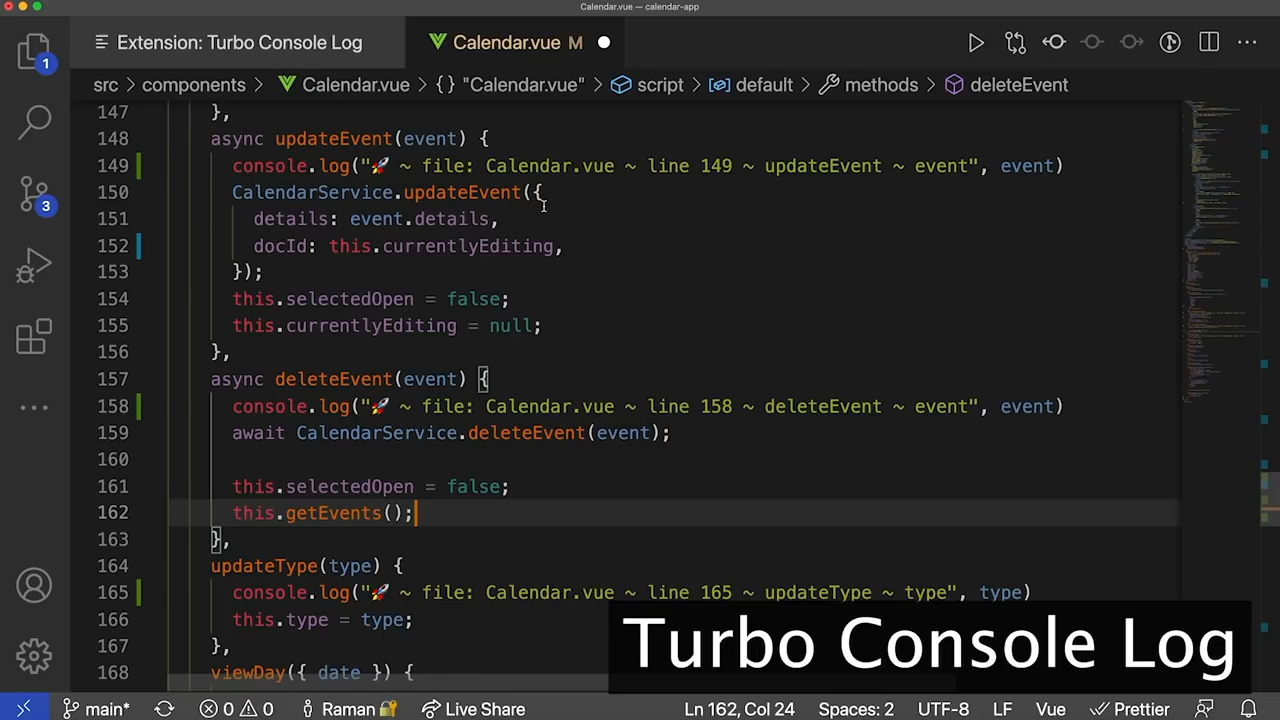 Calendar.vue — calendar-app
Extension: Turbo Console Log
Calendar.vue M
1
src > components > Calendar.vue > {} "Calendar.vue" > script > default > methods > deleteEvent
147 },
148 async updateEvent(event) {
149 console.log("🚀 ~ file: Calendar.vue ~ line 149 ~ updateEvent ~ event", event)
150 CalendarService.updateEvent({
151 details: event.details,
152 docId: this.currentlyEditing,
153 });
154 this.selectedOpen = false;
155 this.currentlyEditing = null;
156 },
157 async deleteEvent(event) {
158 console.log("🚀 ~ file: Calendar.vue ~ line 158 ~ deleteEvent ~ event", event)
159 await CalendarService.deleteEvent(event);
160
161 this.selectedOpen = false;
162 this.getEvents();
163 },
164 updateType(type) {
165 console.log("🚀 ~ file: Calendar.vue ~ line 165 ~ updateType ~ type", type)
166 this.type = type;
167 },
168 viewDay({ date }) {
3
Turbo Console Log
main* 0 0 Raman🔐 Live Share Ln 162, Col 24 Spaces: 2 UTF-8 LF Vue Prettier